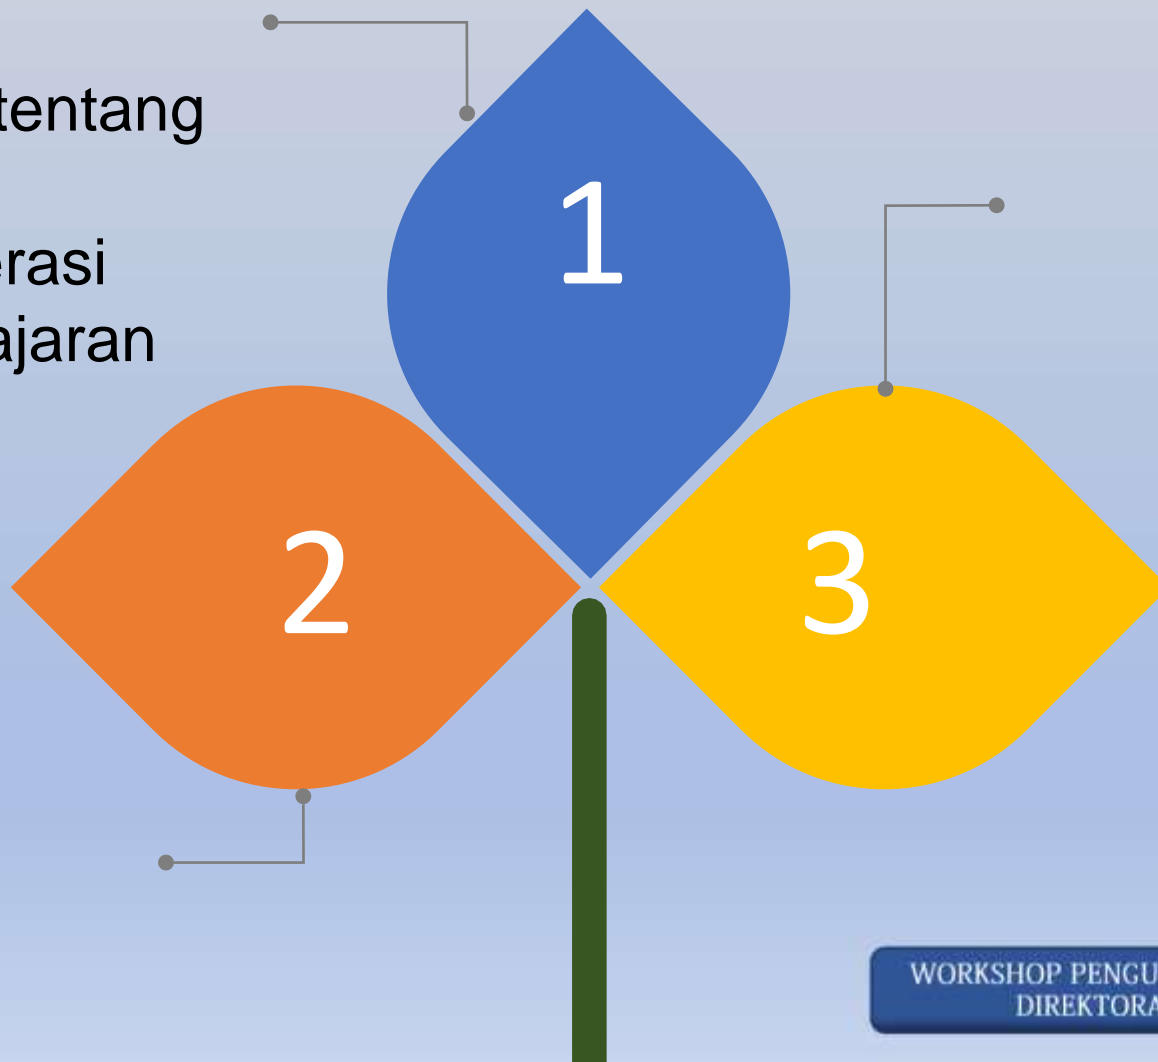 tentang
erasi
ajaran
1
2
3
WORKSHOP PENGU
DIREKTORA